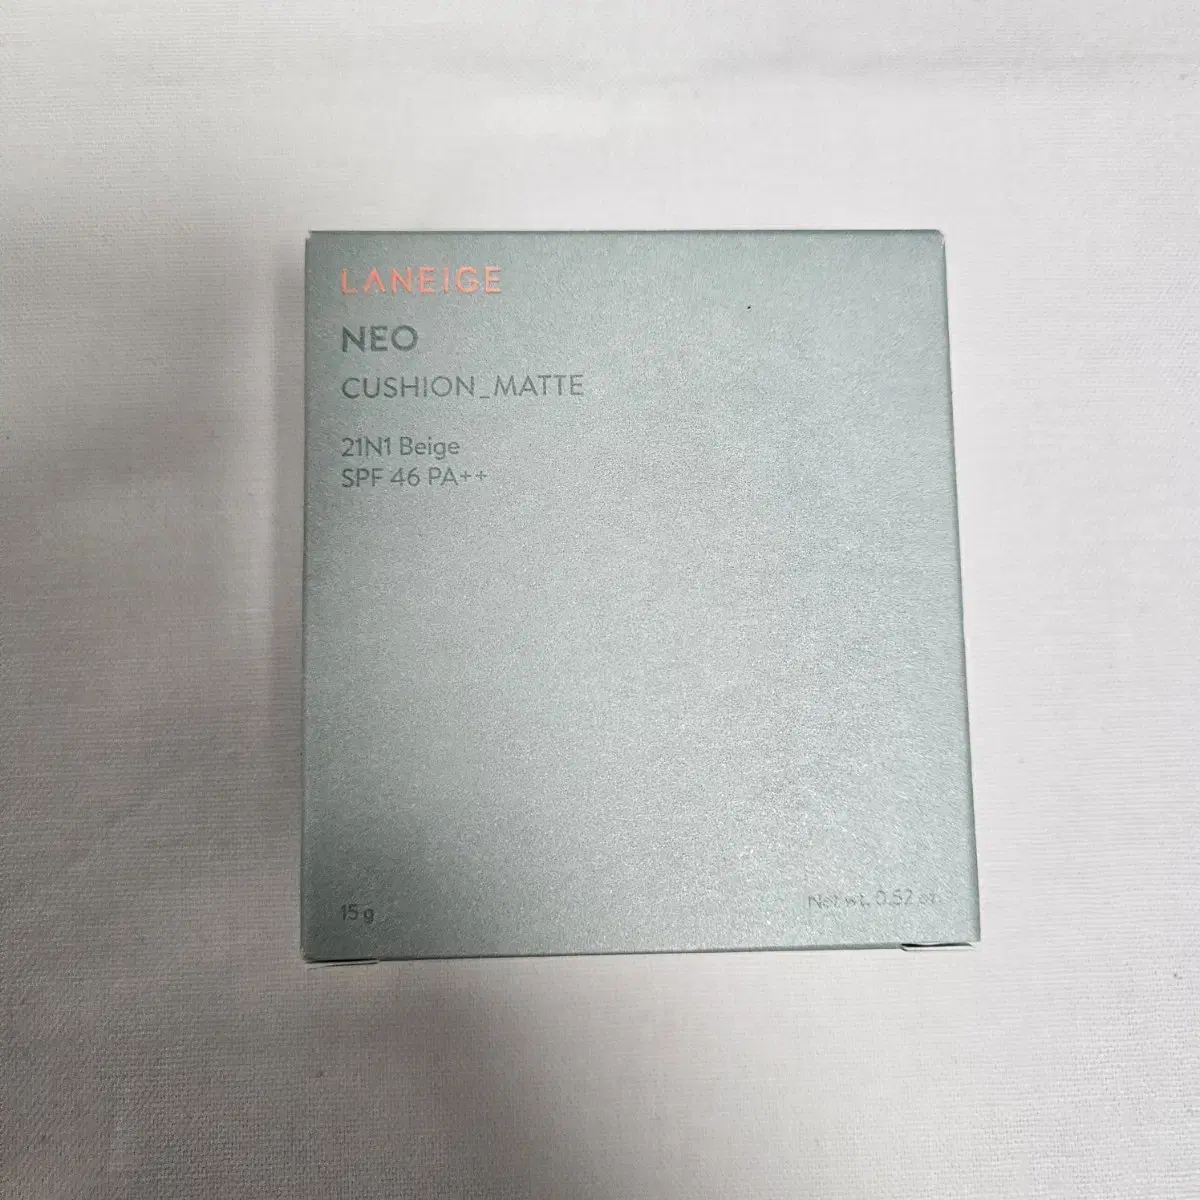 LANEIGE
NEO
CUSHION_MATTE
21N1 Beige
SPF 46 PA++
15 g
Net wt. 0.52 oz.